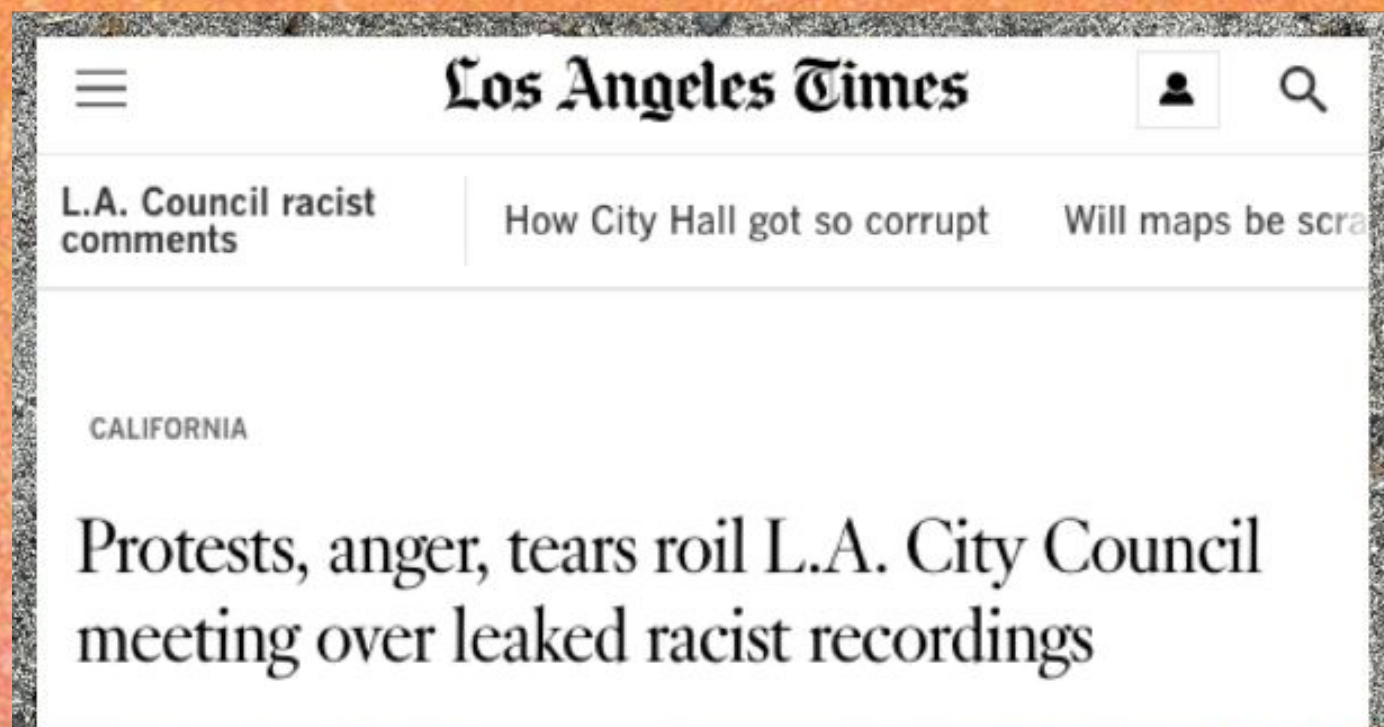 Los Angeles Times
L.A. Council racist
comments
How City Hall got so corrupt
Will maps be scra
CALIFORNIA
Protests, anger, tears roil L.A. City Council
meeting over leaked racist recordings